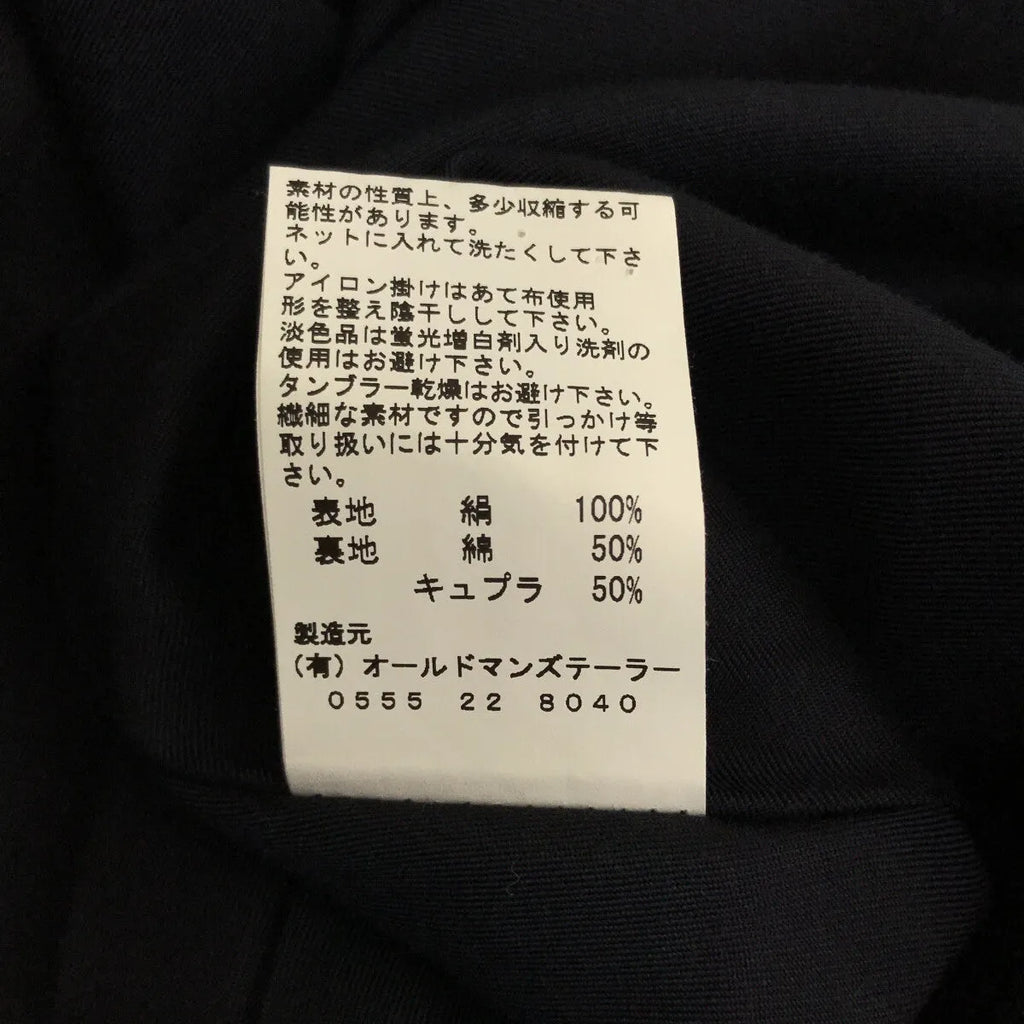 素材の性質上、多少収縮する可
能性があります。
ネットに入れて洗たくして下さ
い。
アイロン掛けはあて布使用
形を整え陰干しして下さい。
淡色品は蛍光増白剤入り洗剤の
使用はお避け下さい。
タンブラー乾燥はお避け下さい。
繊細な素材ですので引っかけ等
取り扱いには十分気を付けて下
さい。
表地 絹 100%
裏地 綿 50%
キュプラ 50%
製造元
(有) オールドマンズテーラー
0555 22 8040